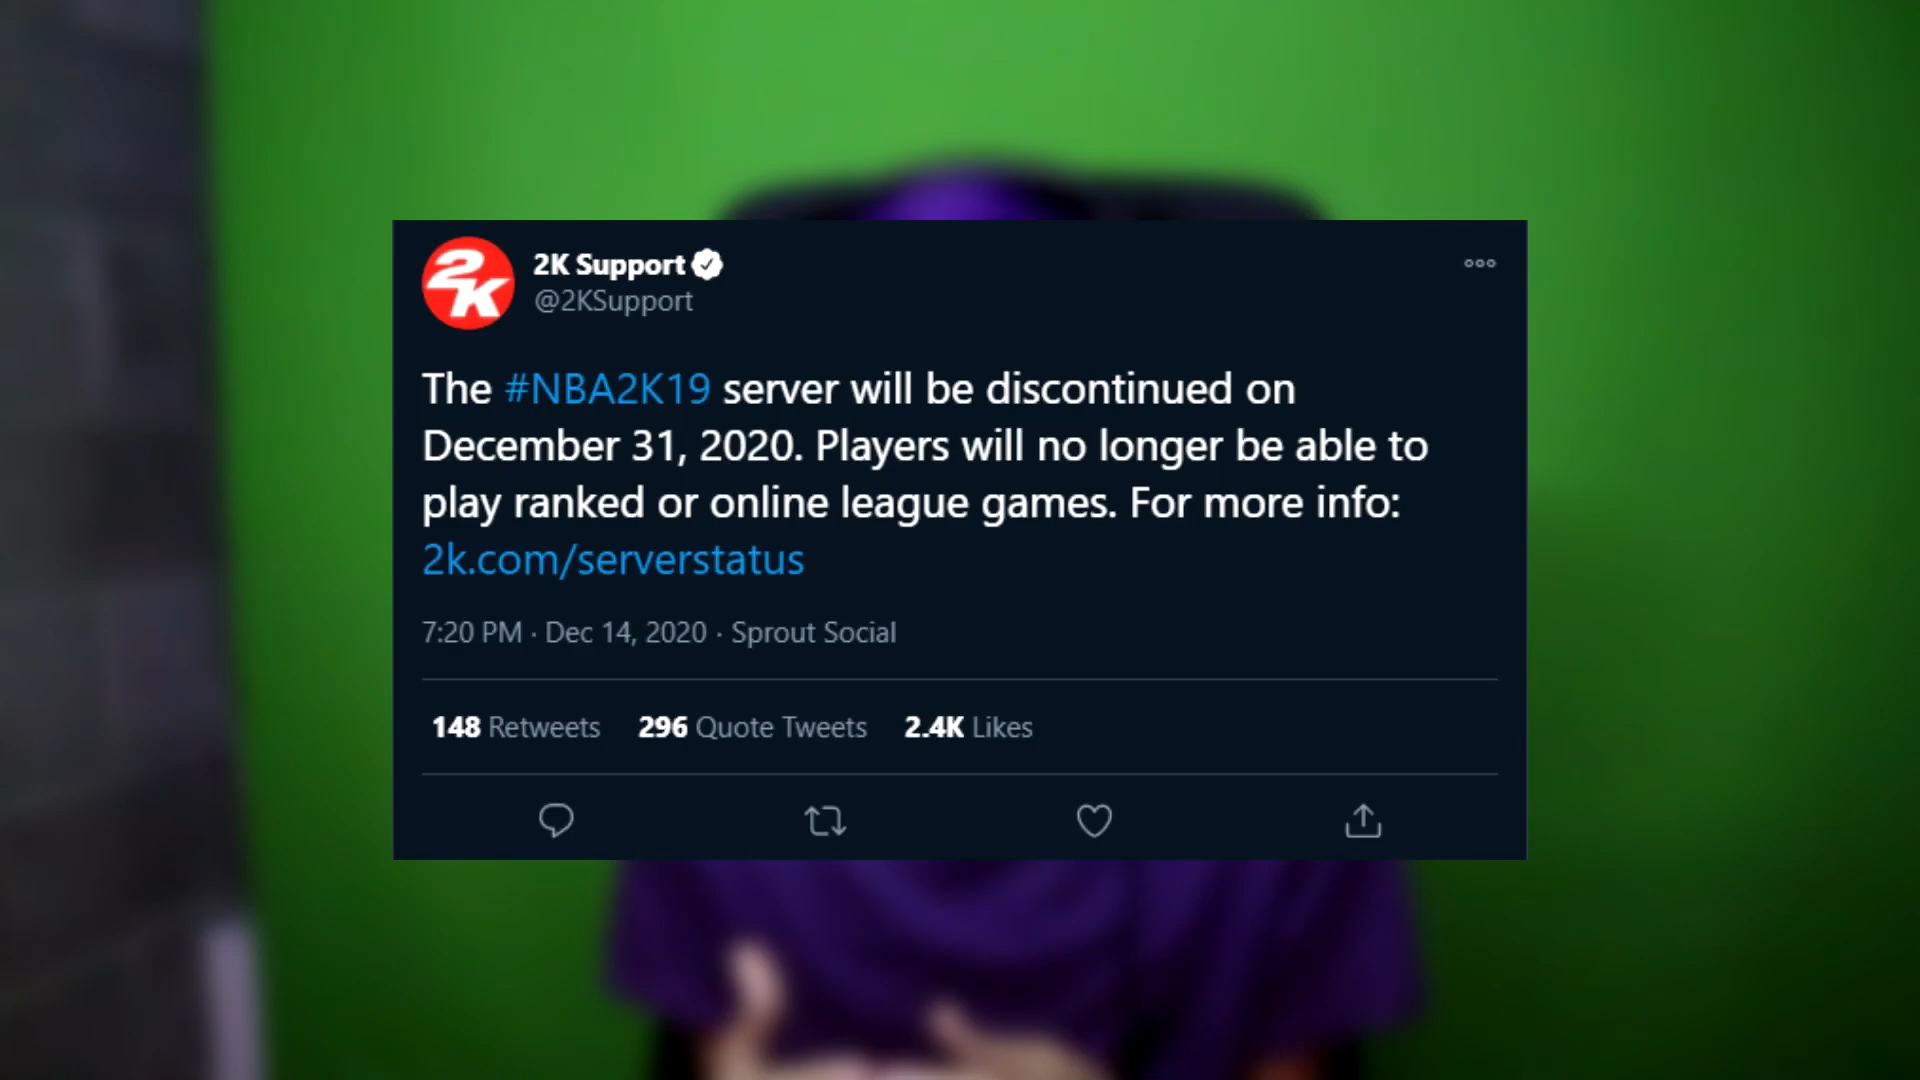 2K
2K Support
@2KSupport
The #NBA2K19 server will be discontinued on
December 31, 2020. Players will no longer be able to
play ranked or online league games. For more info:
2k.com/serverstatus
7:20 PM · Dec 14, 2020 · Sprout Social
148 Retweets 296 Quote Tweets 2.4K Likes